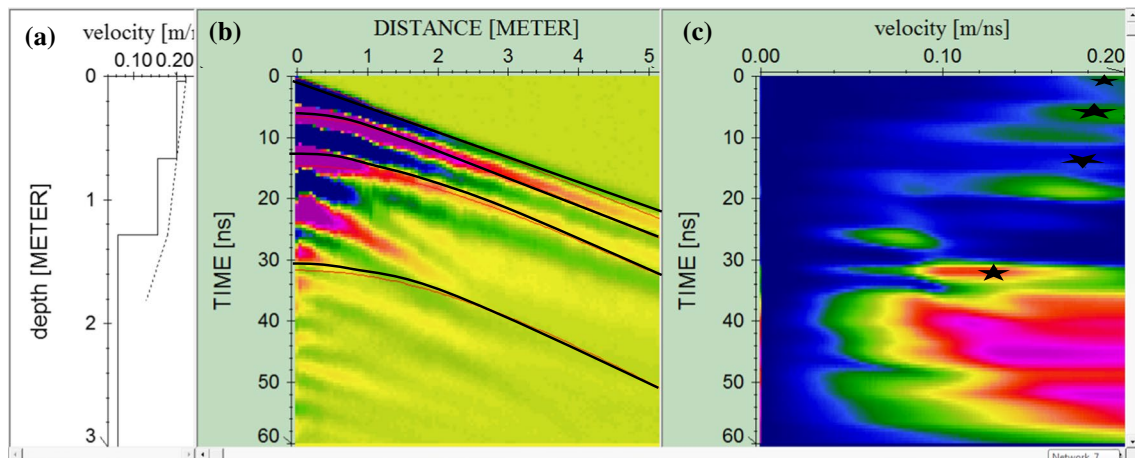 (a)
velocity [m/n
0.10 0.20
0
1
2
3
depth [METER]
(b)
DISTANCE [METER]
0 1 2 3 4 5
0
10
20
30
40
50
60
TIME [ns]
(c)
velocity [m/ns]
0.00 0.10 0.20
0
10
20
30
40
50
60
TIME [ns]
Network 7